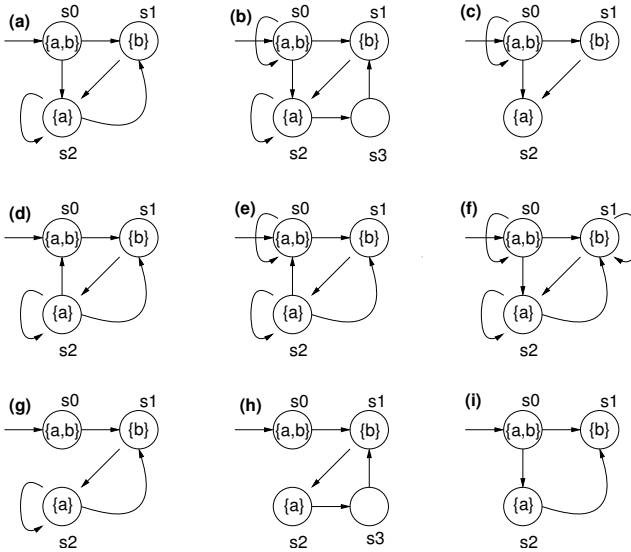 (a) s0 s1 (b) s0 s1 (c) s0 s1
{a,b} {b} {a,b} {b} {a,b} {b}
{a} {a} {a}
s2 s2 s3 s2
(d) s0 s1 (e) s0 s1 (f) s0 s1
{a,b} {b} {a,b} {b} {a,b} {b}
{a} {a} {a}
s2 s2 s2
(g) s0 s1 (h) s0 s1 (i) s0 s1
{a,b} {b} {a,b} {b} {a,b} {b}
{a} {a} {a}
s2 s2 s3 s2